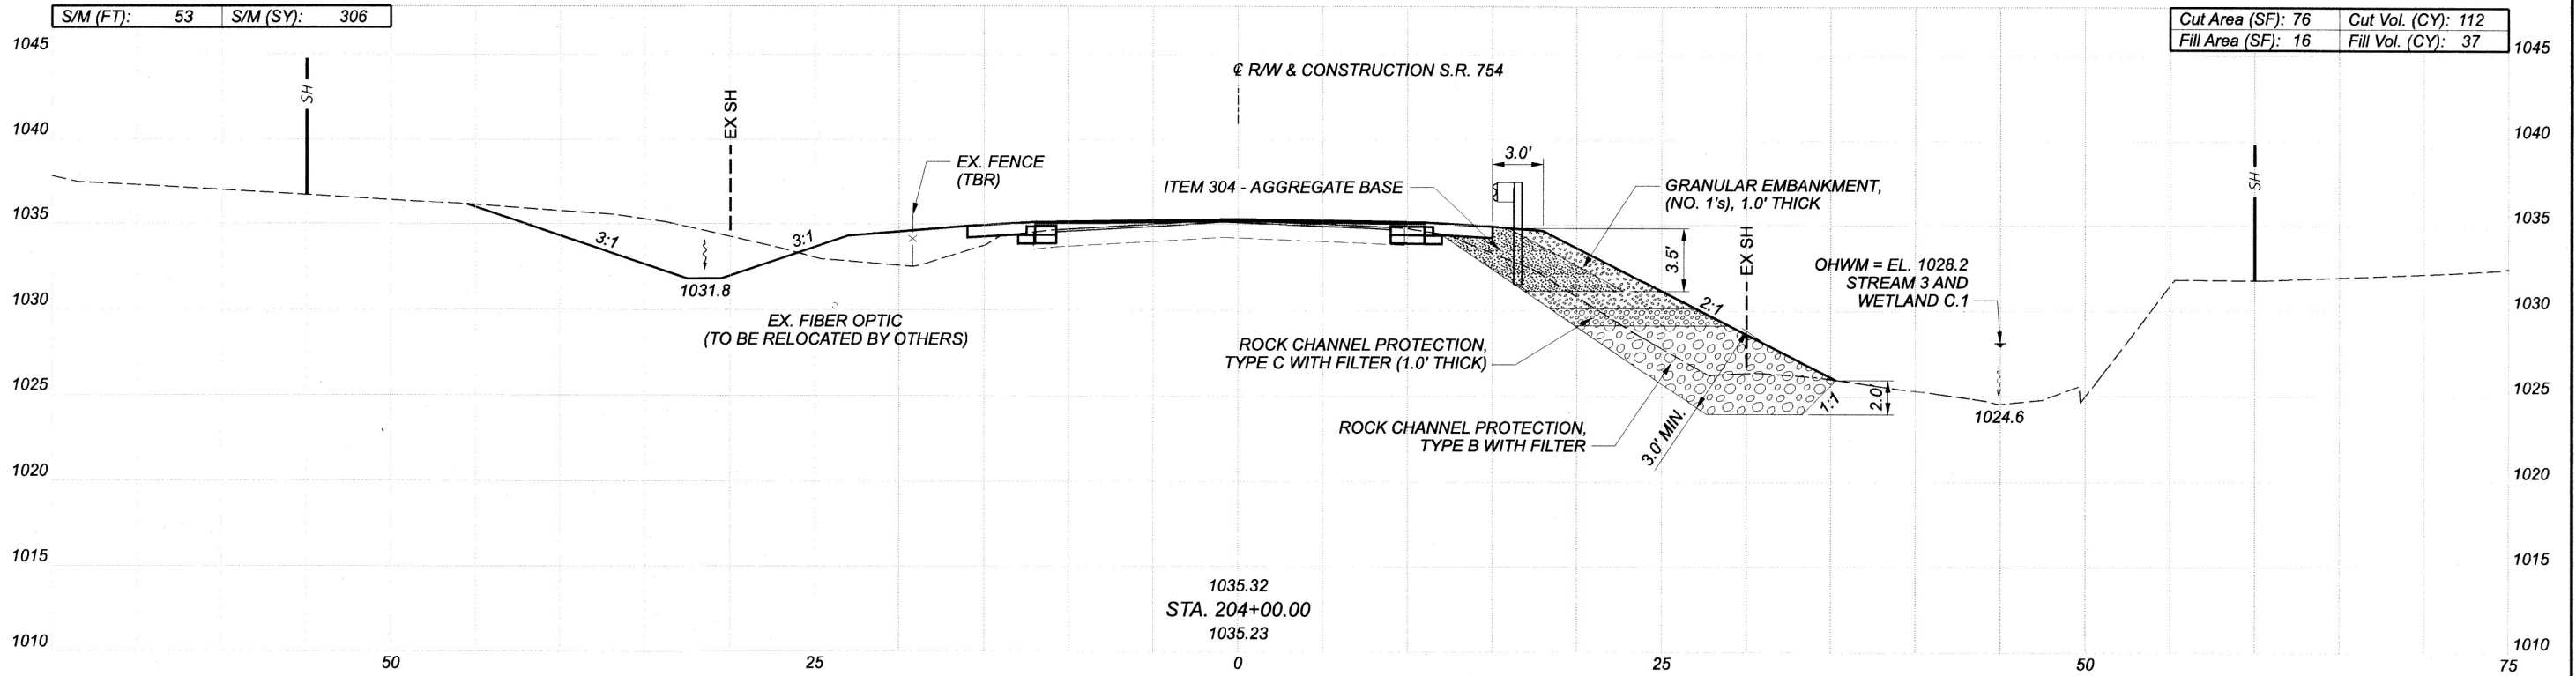 S/M (FT): 53 S/M (SY): 306
Cut Area (SF): 76 Cut Vol. (CY): 112
Fill Area (SF): 16 Fill Vol. (CY): 37
1045
1045
℄ R/W & CONSTRUCTION S.R. 754
SH
EX SH
1040
1040
EX. FENCE
(TBR)
3.0'
ITEM 304 - AGGREGATE BASE
GRANULAR EMBANKMENT,
(NO. 1's), 1.0' THICK
SH
1035
1035
3:1
3:1
3.5'
EX SH
OHWM = EL. 1028.2
STREAM 3 AND
WETLAND C.1
1031.8
1030
1030
2:1
EX. FIBER OPTIC
(TO BE RELOCATED BY OTHERS)
ROCK CHANNEL PROTECTION,
TYPE C WITH FILTER (1.0' THICK)
1025
1025
1:1
2.0'
1024.6
ROCK CHANNEL PROTECTION,
TYPE B WITH FILTER
3.0' MIN.
1020
1020
1015
1015
1035.32
STA. 204+00.00
1035.23
1010
1010
50
25
0
25
50
75